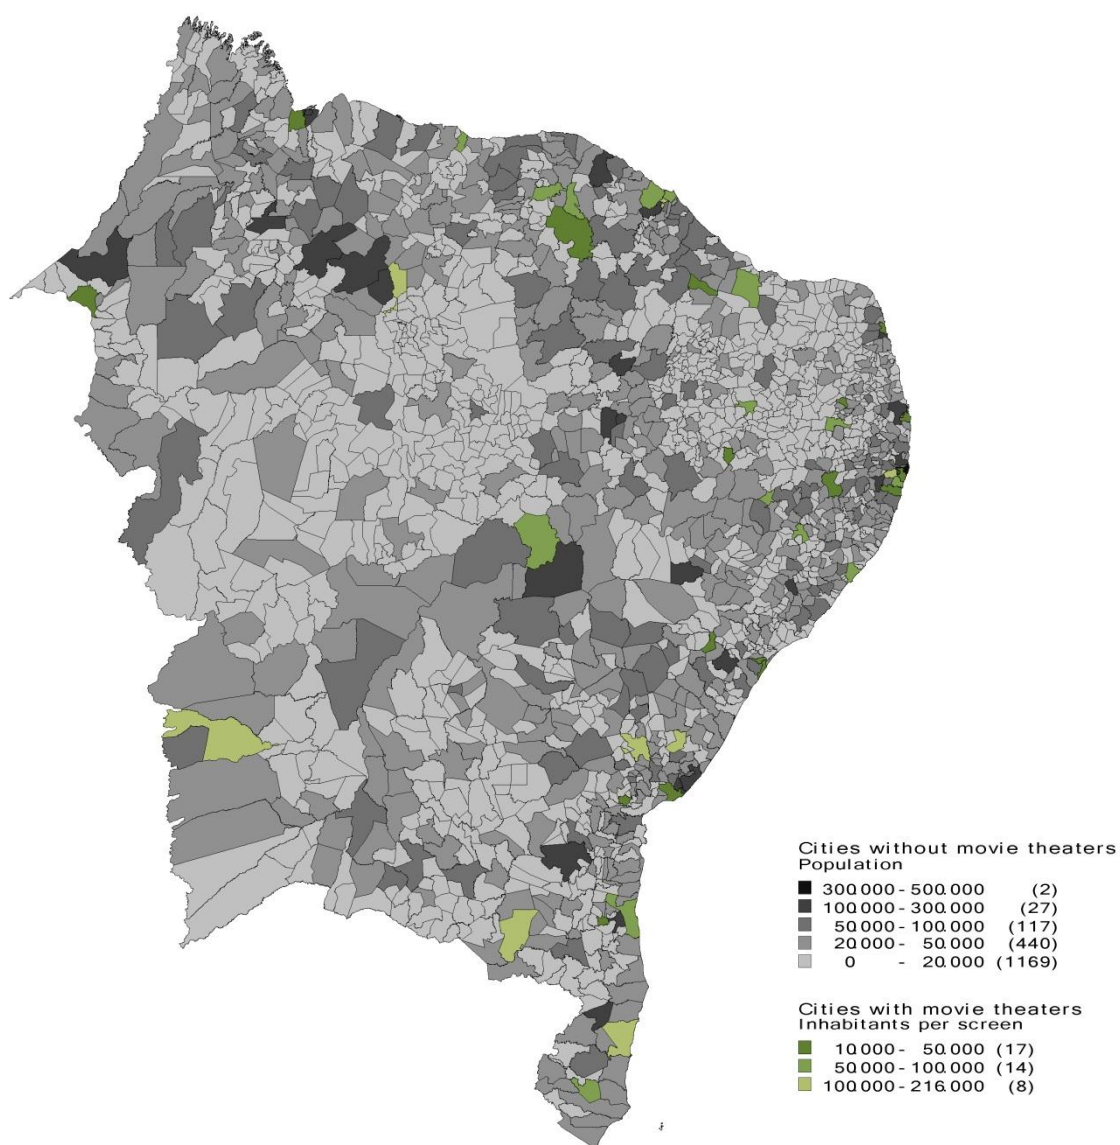 Cities without movie theaters
Population
300.000 - 500.000 (2)
100.000 - 300.000 (27)
50.000 - 100.000 (117)
20.000 - 50.000 (440)
0 - 20.000 (1169)
Cities with movie theaters
Inhabitants per screen
10.000 - 50.000 (17)
50.000 - 100.000 (14)
100.000 - 216.000 (8)